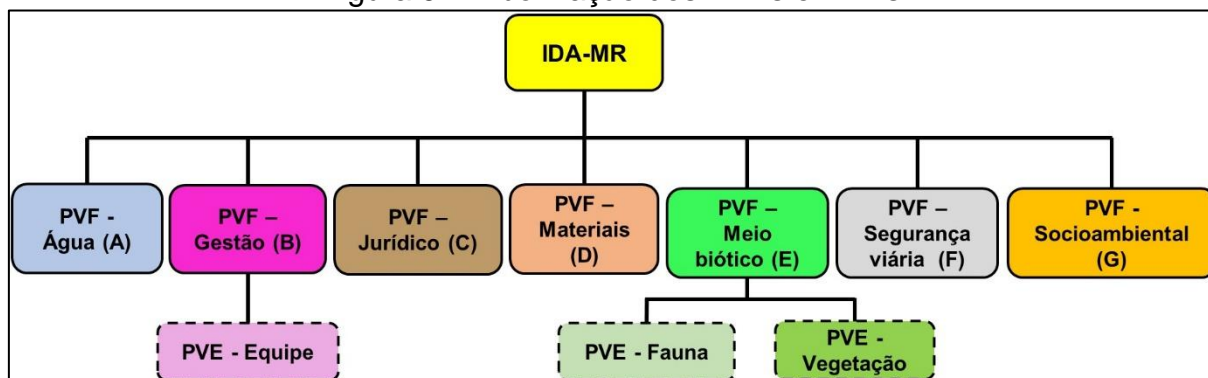 IDA-MR
PVF -
Água (A)
PVF –
Gestão (B)
PVF –
Jurídico (C)
PVF –
Materiais
(D)
PVF –
Meio
biótico (E)
PVF –
Segurança
viária (F)
PVF -
Socioambiental
(G)
PVE - Equipe
PVE - Fauna
PVE -
Vegetação